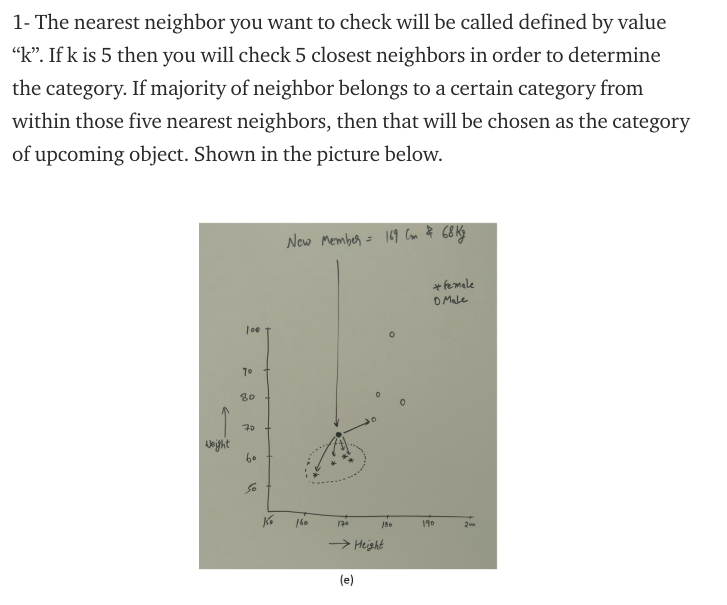 1- The nearest neighbor you want to check will be called defined by value
“k”. If k is 5 then you will check 5 closest neighbors in order to determine
the category. If majority of neighbor belongs to a certain category from
within those five nearest neighbors, then that will be chosen as the category
of upcoming object. Shown in the picture below.
New Member = 169 Cm & 68 Kg
* Female
O Male
100
90
80
70
Weight
60
50
150 160 170 180 190 200
→ Height
(e)